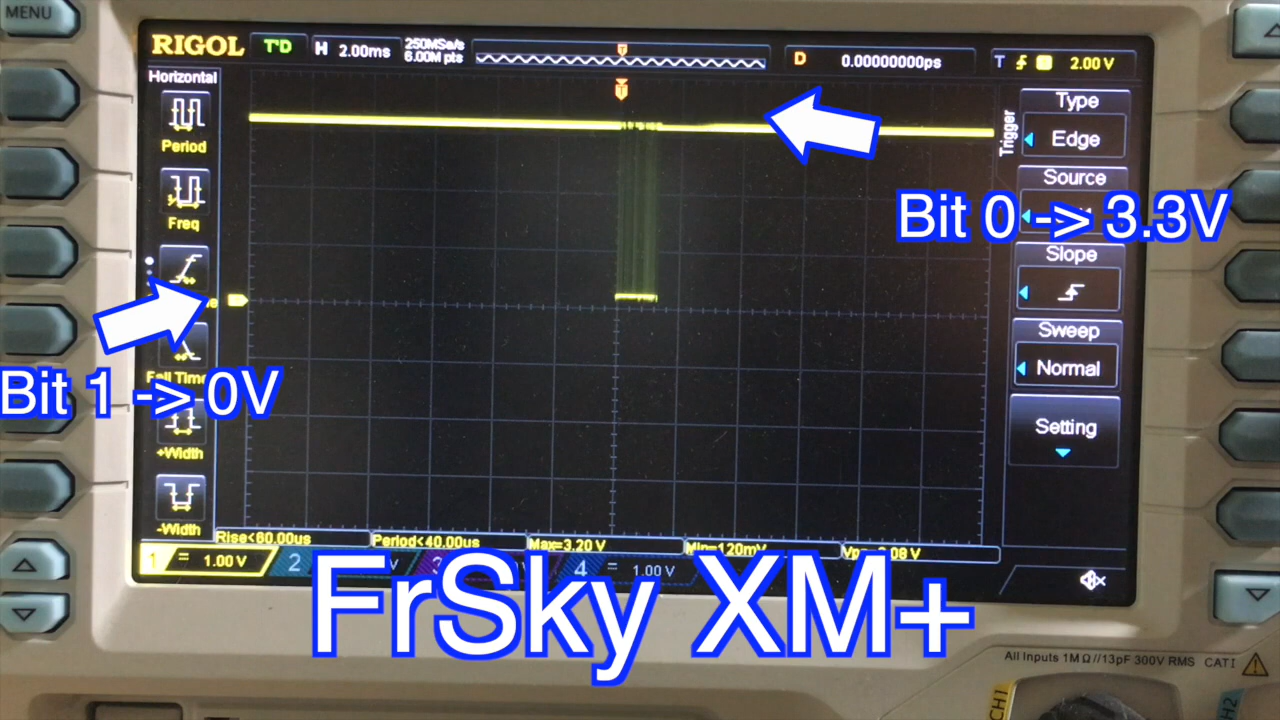 MENU
RIGOL T'D H 2.00ms 250MSa/s 6.00M pts D 0.00000000ps T 2.00 V
Horizontal
Period
Freq
Fall Time
+Width
-Width
Trigger
Type
Edge
Source
Slope
Sweep
Normal
Setting
Bit 0 -> 3.3V
Bit 1 -> 0V
Rise<60.00us Period<40.00us Max=3.20 V Min=120mV
1 = 1.00 V 2 V 3 V 4 = 1.00 V
FrSky XM+
All Inputs 1MΩ//13pF 300V RMS CAT I
CH1